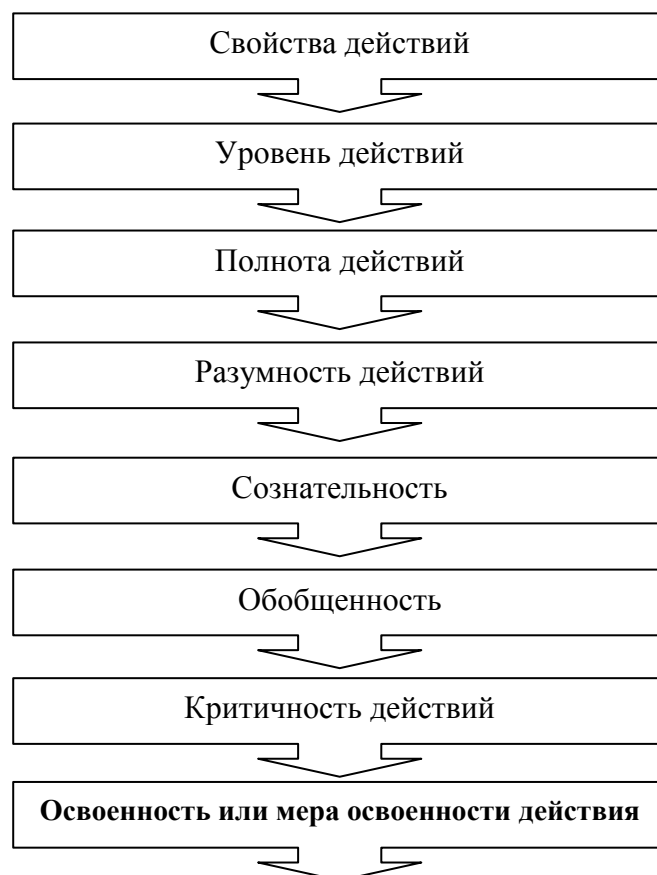 Свойства действий
Уровень действий
Полнота действий
Разумность действий
Сознательность
Обобщенность
Критичность действий
Освоенность или мера освоенности действия